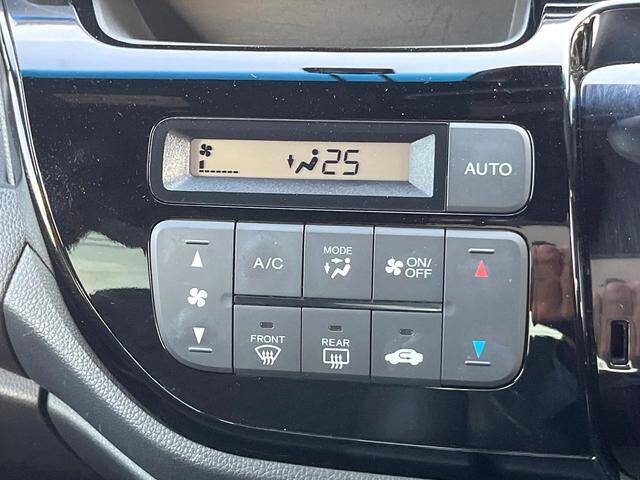 25
AUTO
A/C
MODE
ON/
OFF
FRONT
REAR